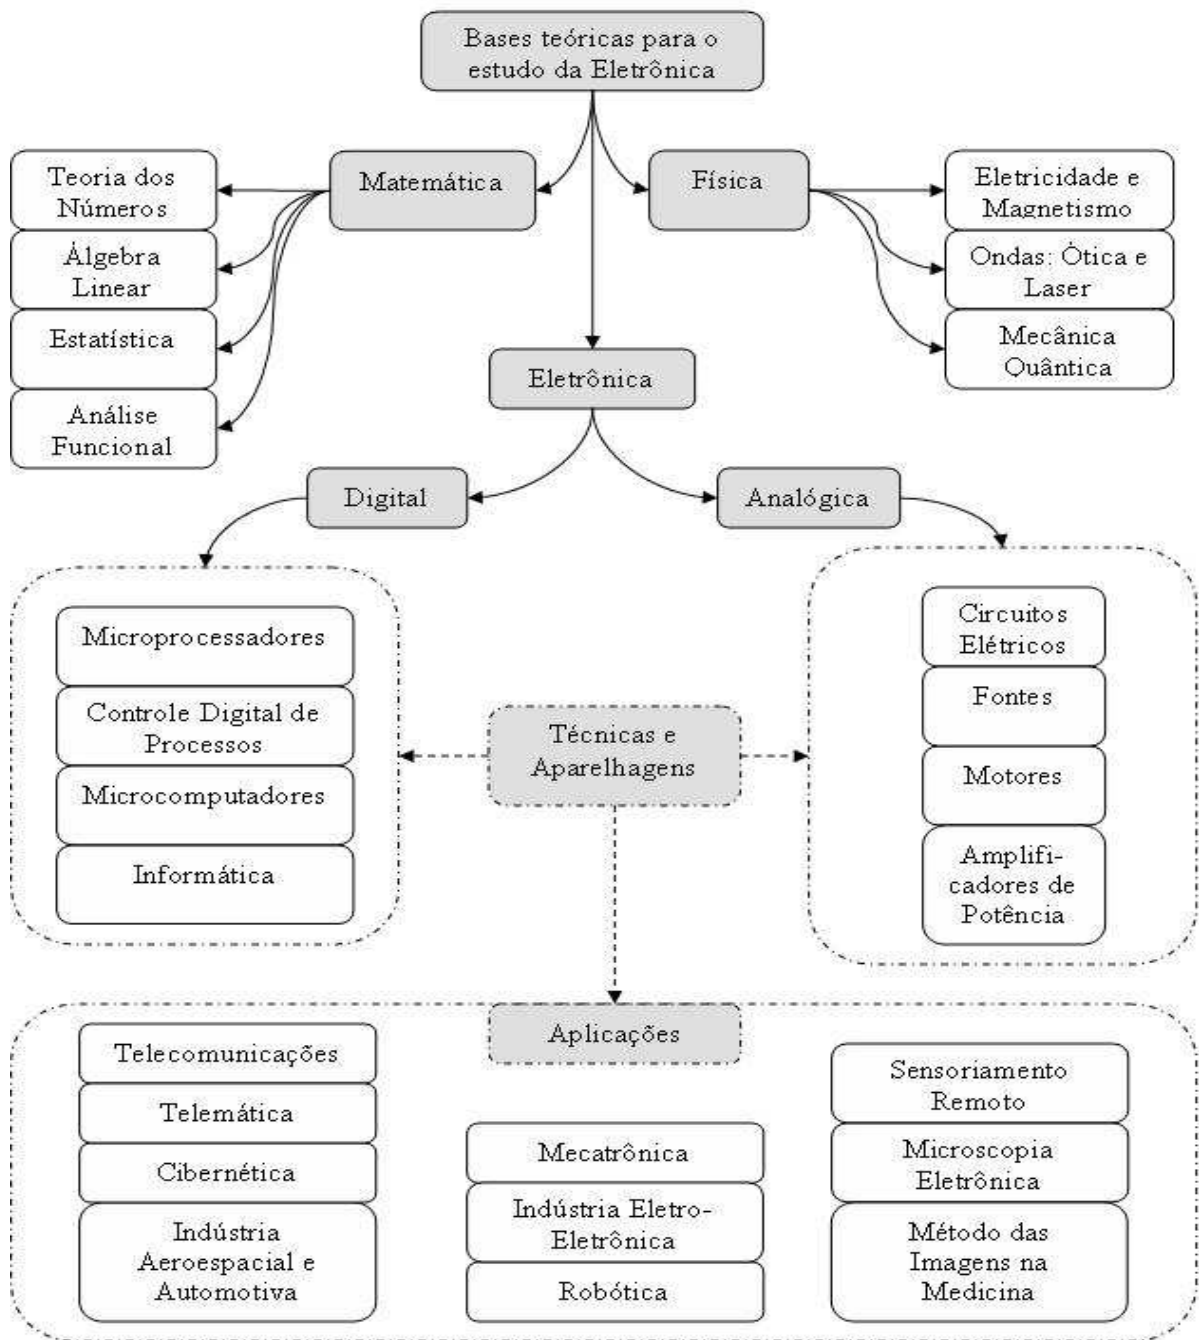 Bases teóricas para o
estudo da Eletrônica
Matemática
Física
Teoria dos
Números
Álgebra
Linear
Estatística
Análise
Funcional
Eletricidade e
Magnetismo
Ondas: Ótica e
Laser
Mecânica
Quântica
Eletrônica
Digital
Analógica
Microprocessadores
Controle Digital de
Processos
Microcomputadores
Informática
Técnicas e
Aparelhagens
Circuitos
Elétricos
Fontes
Motores
Amplifi-
cadores de
Potência
Aplicações
Telecomunicações
Telemática
Cibernética
Indústria
Aeroespacial e
Automotiva
Mecatrônica
Indústria Eletro-
Eletrônica
Robótica
Sensoriamento
Remoto
Microscopia
Eletrônica
Método das
Imagens na
Medicina